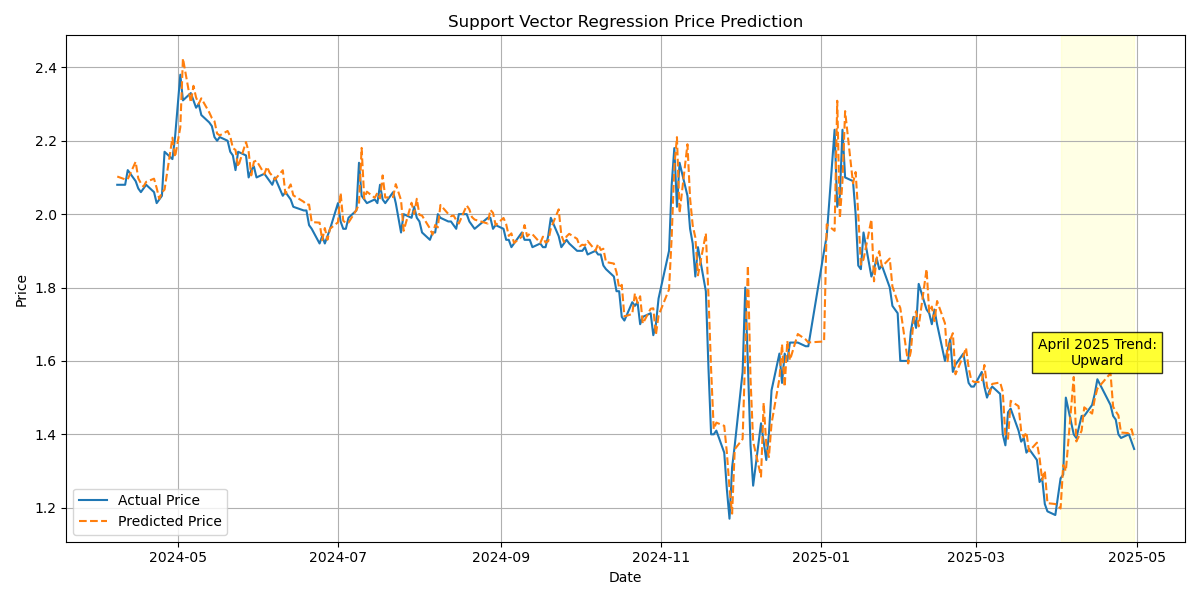 Support Vector Regression Price Prediction
Price
2.4
2.2
2.0
1.8
1.6
1.4
1.2
April 2025 Trend:
Upward
Actual Price
Predicted Price
2024-05
2024-07
2024-09
2024-11
2025-01
2025-03
2025-05
Date